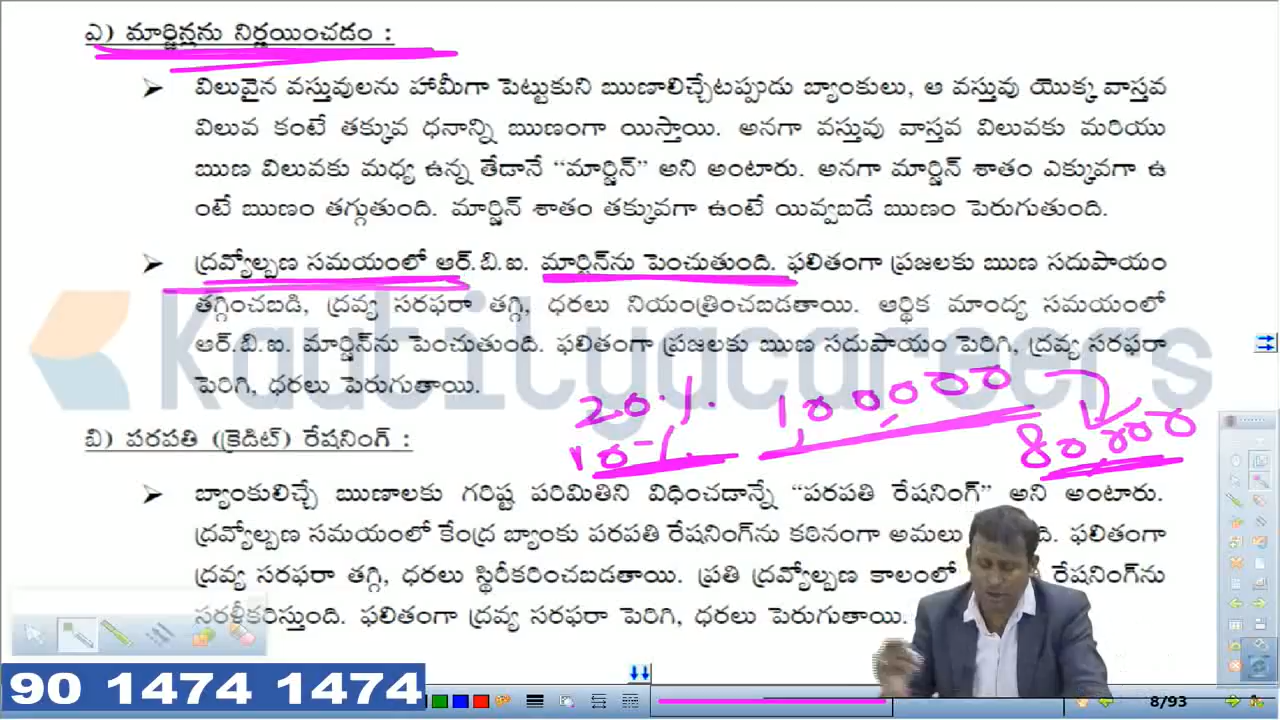 ఎ) మార్జిన్లను నిర్ణయించడం :
➢ విలువైన వస్తువులను హామీగా పెట్టుకుని ఋణాలిచ్చేటప్పుడు బ్యాంకులు, ఆ వస్తువు యొక్క వాస్తవ
విలువ కంటే తక్కువ ధనాన్ని ఋణంగా యిస్తాయి. అనగా వస్తువు వాస్తవ విలువకు మరియు
ఋణ విలువకు మధ్య ఉన్న తేడానే “మార్జిన్” అని అంటారు. అనగా మార్జిన్ శాతం ఎక్కువగా ఉ
ంటే ఋణం తగ్గుతుంది. మార్జిన్ శాతం తక్కువగా ఉంటే యివ్వబడే ఋణం పెరుగుతుంది.
➢ ద్రవ్యోల్బణ సమయంలో ఆర్.బి.ఐ. మార్జిన్‌ను పెంచుతుంది. ఫలితంగా ప్రజలకు ఋణ సదుపాయం
తగ్గించబడి, ద్రవ్య సరఫరా తగ్గి, ధరలు నియంత్రించబడతాయి. ఆర్థిక మాంద్య సమయంలో
ఆర్.బి.ఐ. మార్జిన్‌ను పెంచుతుంది. ఫలితంగా ప్రజలకు ఋణ సదుపాయం పెరిగి, ద్రవ్య సరఫరా
పెరిగి, ధరలు పెరుగుతాయి.
Kautilyacareers
20% 1,00,000
10% 80,000
బి) పరపతి (క్రెడిట్) రేషనింగ్ :
➢ బ్యాంకులిచ్చే ఋణాలకు గరిష్ట పరిమితిని విధించడాన్నే “పరపతి రేషనింగ్” అని అంటారు.
ద్రవ్యోల్బణ సమయంలో కేంద్ర బ్యాంకు పరపతి రేషనింగ్‌ను కఠినంగా అమలు ది. ఫలితంగా
ద్రవ్య సరఫరా తగ్గి, ధరలు స్థిరీకరించబడతాయి. ప్రతి ద్రవ్యోల్బణ కాలంలో రేషనింగ్‌ను
సరళీకరిస్తుంది. ఫలితంగా ద్రవ్య సరఫరా పెరిగి, ధరలు పెరుగుతాయి.
90 1474 1474
8/93